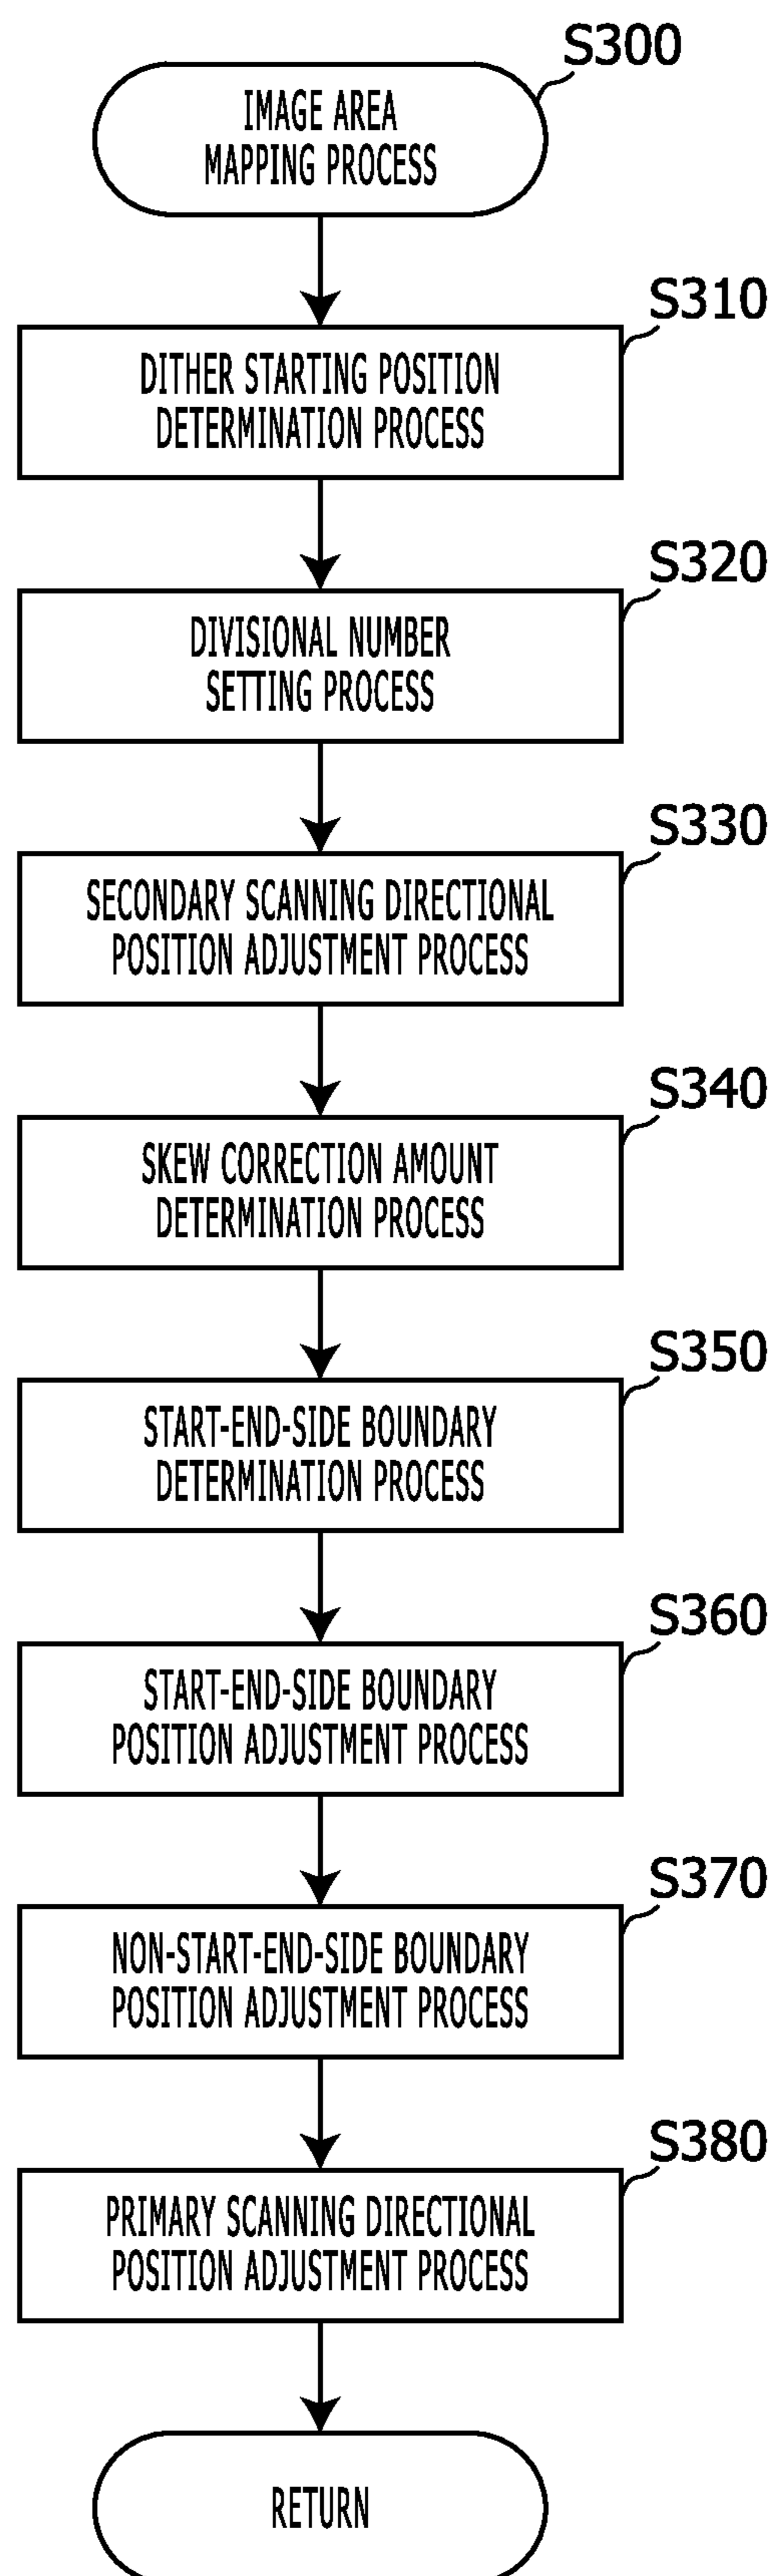 S300
IMAGE AREA
MAPPING PROCESS
S310
DITHER STARTING POSITION
DETERMINATION PROCESS
S320
DIVISIONAL NUMBER
SETTING PROCESS
S330
SECONDARY SCANNING DIRECTIONAL
POSITION ADJUSTMENT PROCESS
S340
SKEW CORRECTION AMOUNT
DETERMINATION PROCESS
S350
START-END-SIDE BOUNDARY
DETERMINATION PROCESS
S360
START-END-SIDE BOUNDARY
POSITION ADJUSTMENT PROCESS
S370
NON-START-END-SIDE BOUNDARY
POSITION ADJUSTMENT PROCESS
S380
PRIMARY SCANNING DIRECTIONAL
POSITION ADJUSTMENT PROCESS
RETURN